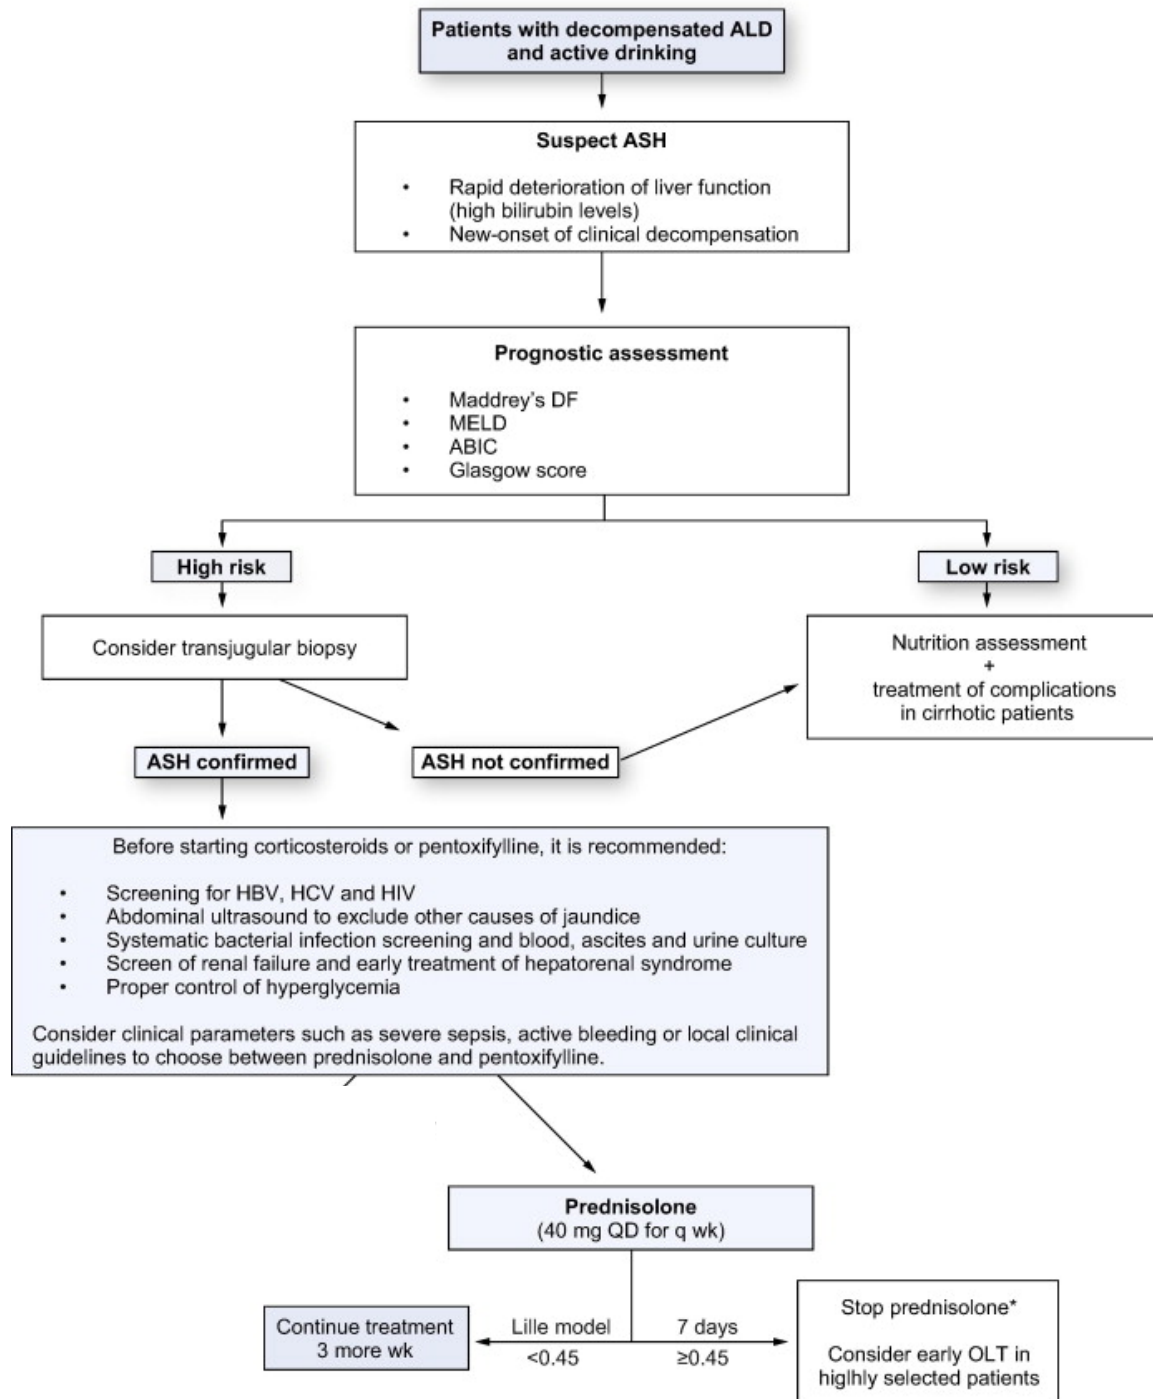 Patients with decompensated ALD
and active drinking
Suspect ASH
• Rapid deterioration of liver function
(high bilirubin levels)
• New-onset of clinical decompensation
Prognostic assessment
• Maddrey's DF
• MELD
• ABIC
• Glasgow score
High risk
Low risk
Consider transjugular biopsy
Nutrition assessment
+
treatment of complications
in cirrhotic patients
ASH confirmed
ASH not confirmed
Before starting corticosteroids or pentoxifylline, it is recommended:
• Screening for HBV, HCV and HIV
• Abdominal ultrasound to exclude other causes of jaundice
• Systematic bacterial infection screening and blood, ascites and urine culture
• Screen of renal failure and early treatment of hepatorenal syndrome
• Proper control of hyperglycemia
Consider clinical parameters such as severe sepsis, active bleeding or local clinical
guidelines to choose between prednisolone and pentoxifylline.
Prednisolone
(40 mg QD for q wk)
Continue treatment
3 more wk
Lille model
<0.45
7 days
≥0.45
Stop prednisolone*
Consider early OLT in
higlhly selected patients